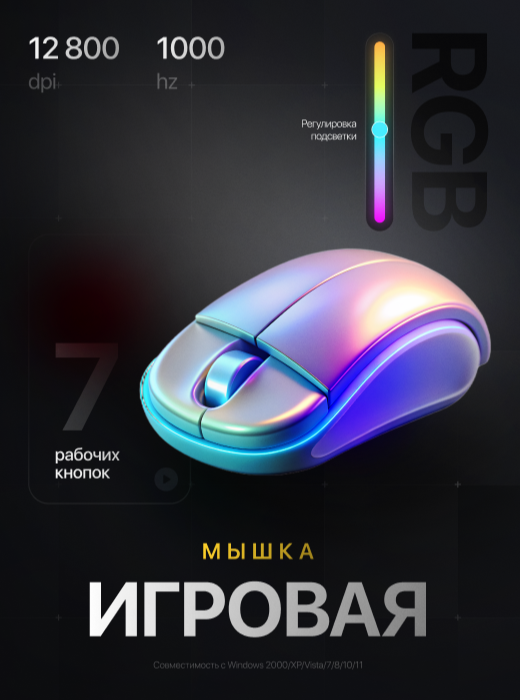 12 800
dpi
1000
hz
RGB
Регулировка
подсветки
7
рабочих
кнопок
МЫШКА
ИГРОВАЯ
Совместимость с Windows 2000/XP/Vista/7/8/10/11